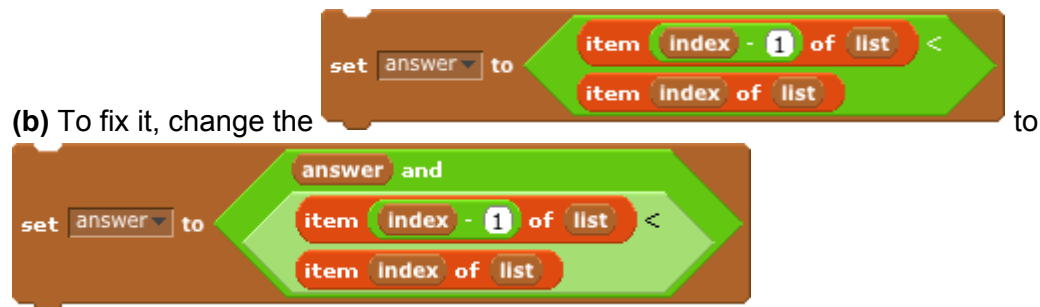 set answer to item index - 1 of list <
item index of list
(b) To fix it, change the to
answer and
set answer to item index - 1 of list <
item index of list